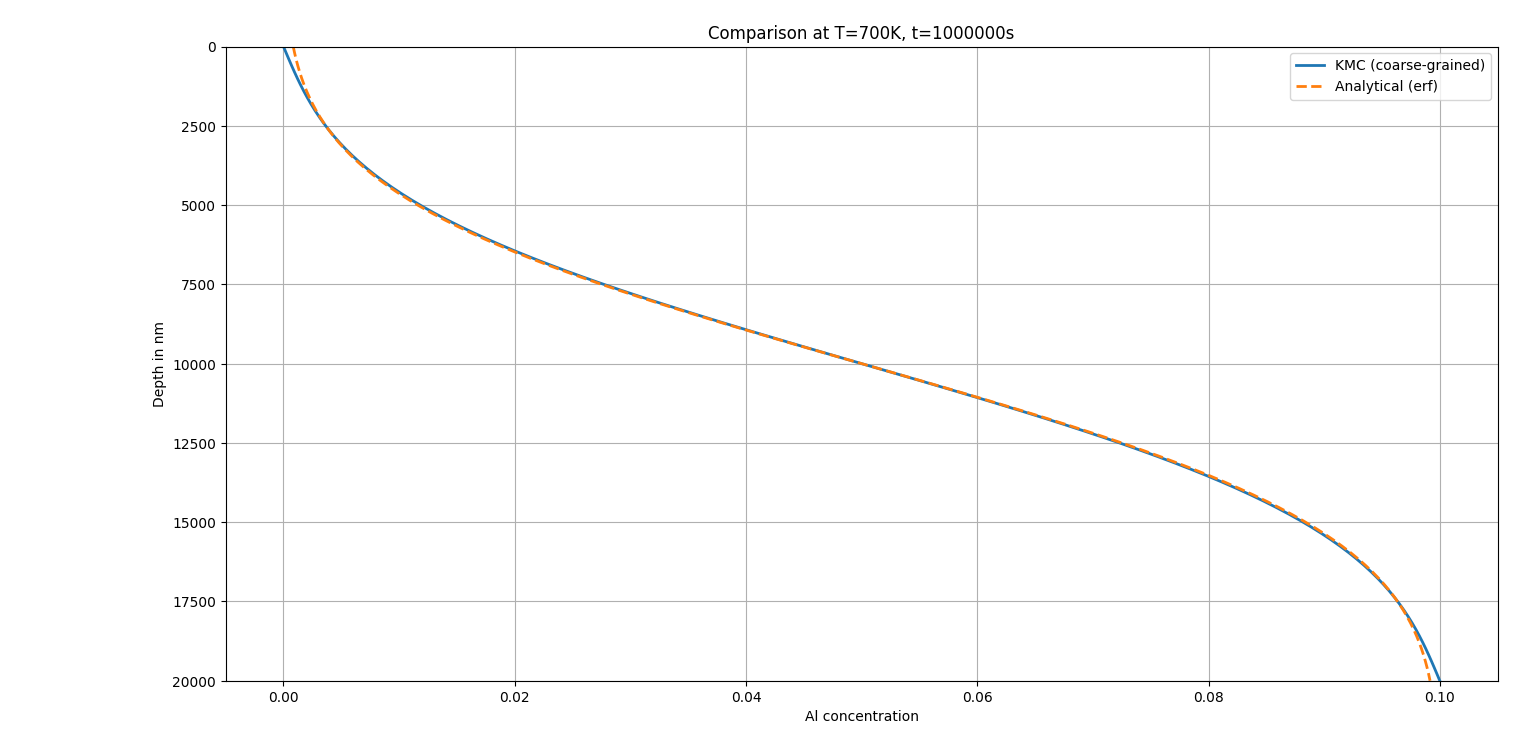 Comparison at T=700K, t=1000000s
KMC (coarse-grained)
Analytical (erf)
Depth in nm
0
2500
5000
7500
10000
12500
15000
17500
20000
0.00 0.02 0.04 0.06 0.08 0.10
Al concentration